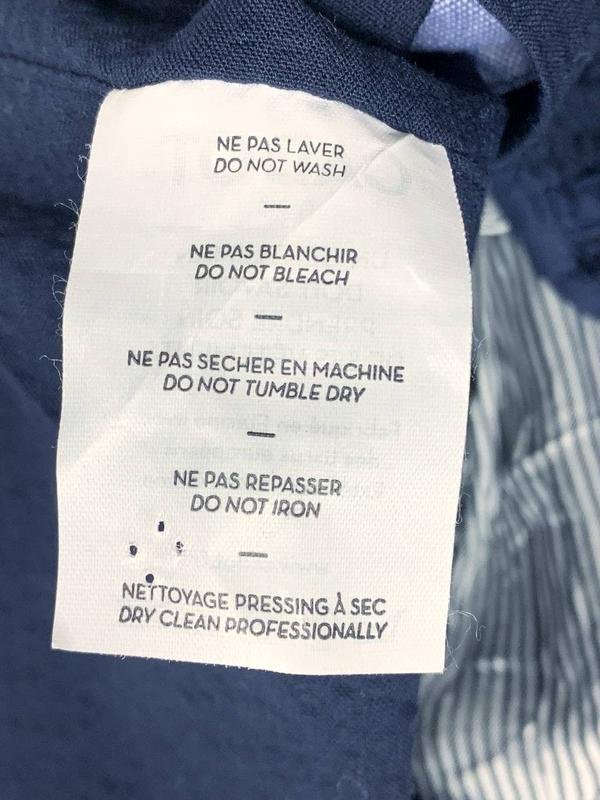 NE PAS LAVER
DO NOT WASH
—
NE PAS BLANCHIR
DO NOT BLEACH
—
NE PAS SECHER EN MACHINE
DO NOT TUMBLE DRY
—
NE PAS REPASSER
DO NOT IRON
—
NETTOYAGE PRESSING À SEC
DRY CLEAN PROFESSIONALLY